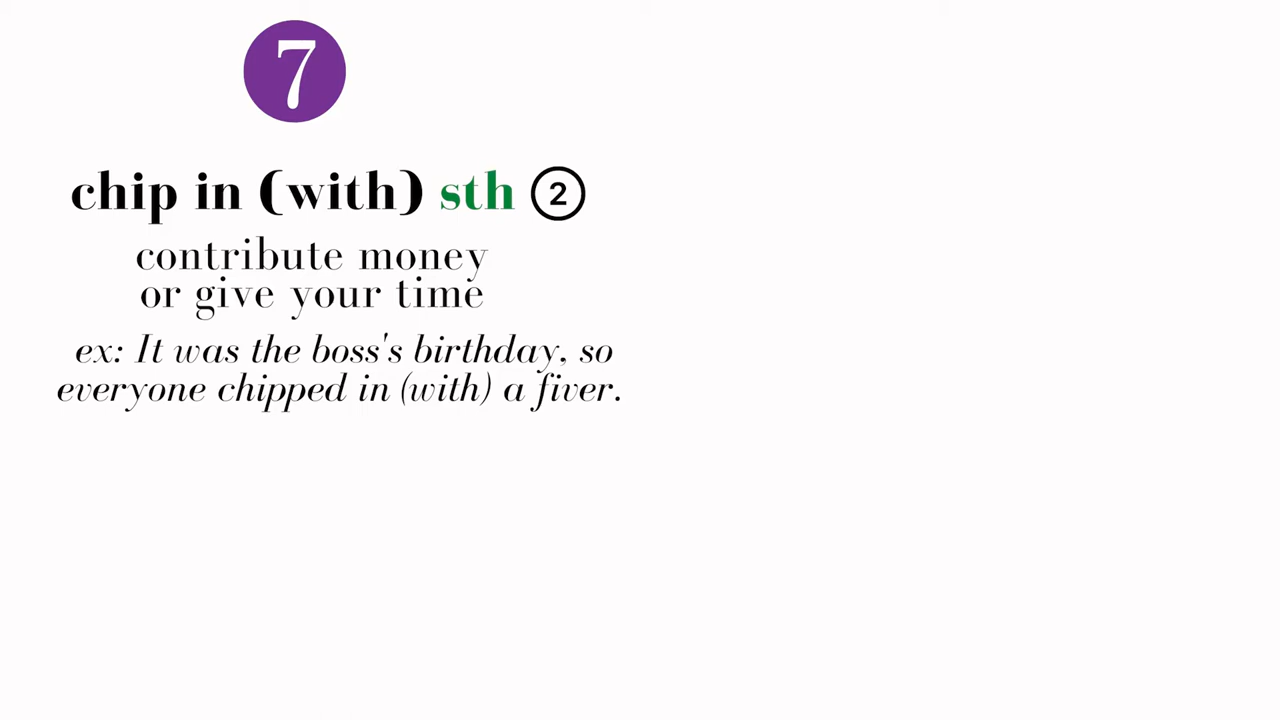 7
chip in (with) sth 2
contribute money
or give your time
ex: It was the boss's birthday, so
everyone chipped in (with) a fiver.